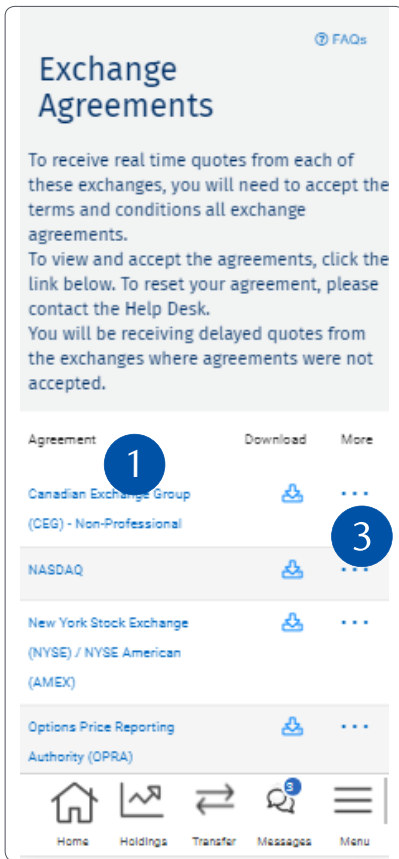 FAQs
Exchange
Agreements
To receive real time quotes from each of
these exchanges, you will need to accept the
terms and conditions all exchange
agreements.
To view and accept the agreements, click the
link below. To reset your agreement, please
contact the Help Desk.
You will be receiving delayed quotes from
the exchanges where agreements were not
accepted.
Agreement Download More
1
Canadian Exchange Group
(CEG) - Non-Professional
3
NASDAQ
New York Stock Exchange
(NYSE) / NYSE American
(AMEX)
Options Price Reporting
Authority (OPRA)
3
Home Holdings Transfer Messages Menu